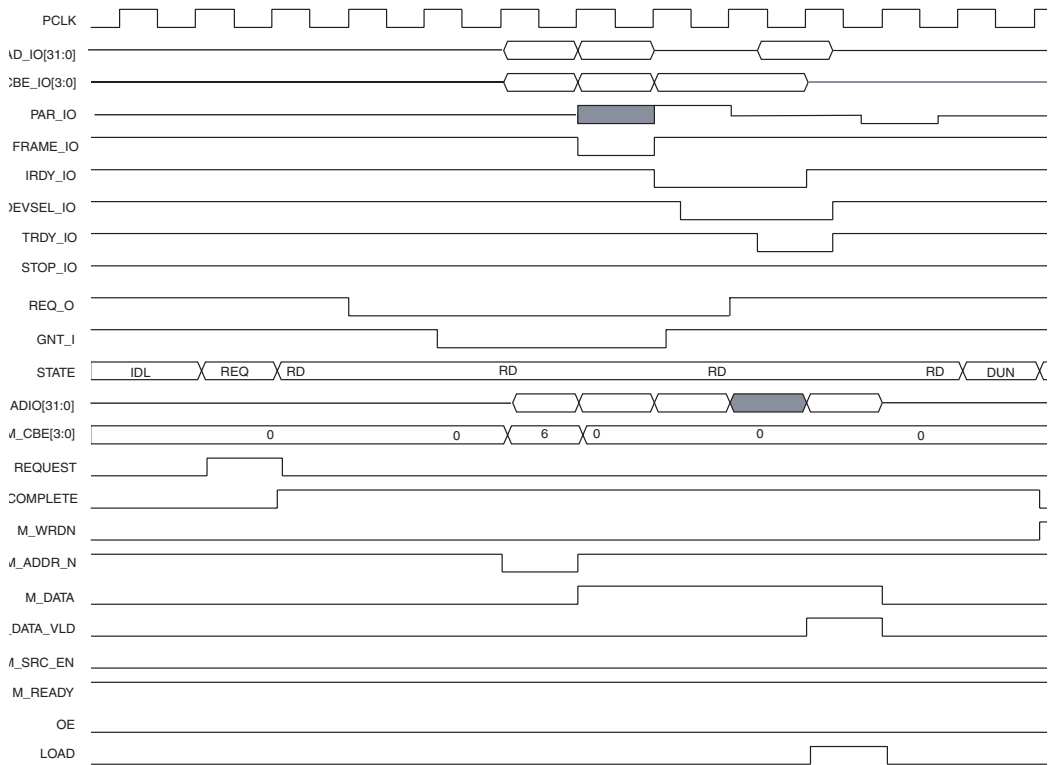 PCLK
AD_IO[31:0]
CBE_IO[3:0]
PAR_IO
FRAME_IO
IRDY_IO
DEVSEL_IO
TRDY_IO
STOP_IO
REQ_O
GNT_I
STATE IDL REQ RD RD RD RD DUN
ADIO[31:0]
M_CBE[3:0] 0 0 6 0 0 0
REQUEST
COMPLETE
M_WRDN
M_ADDR_N
M_DATA
_DATA_VLD
M_SRC_EN
M_READY
OE
LOAD